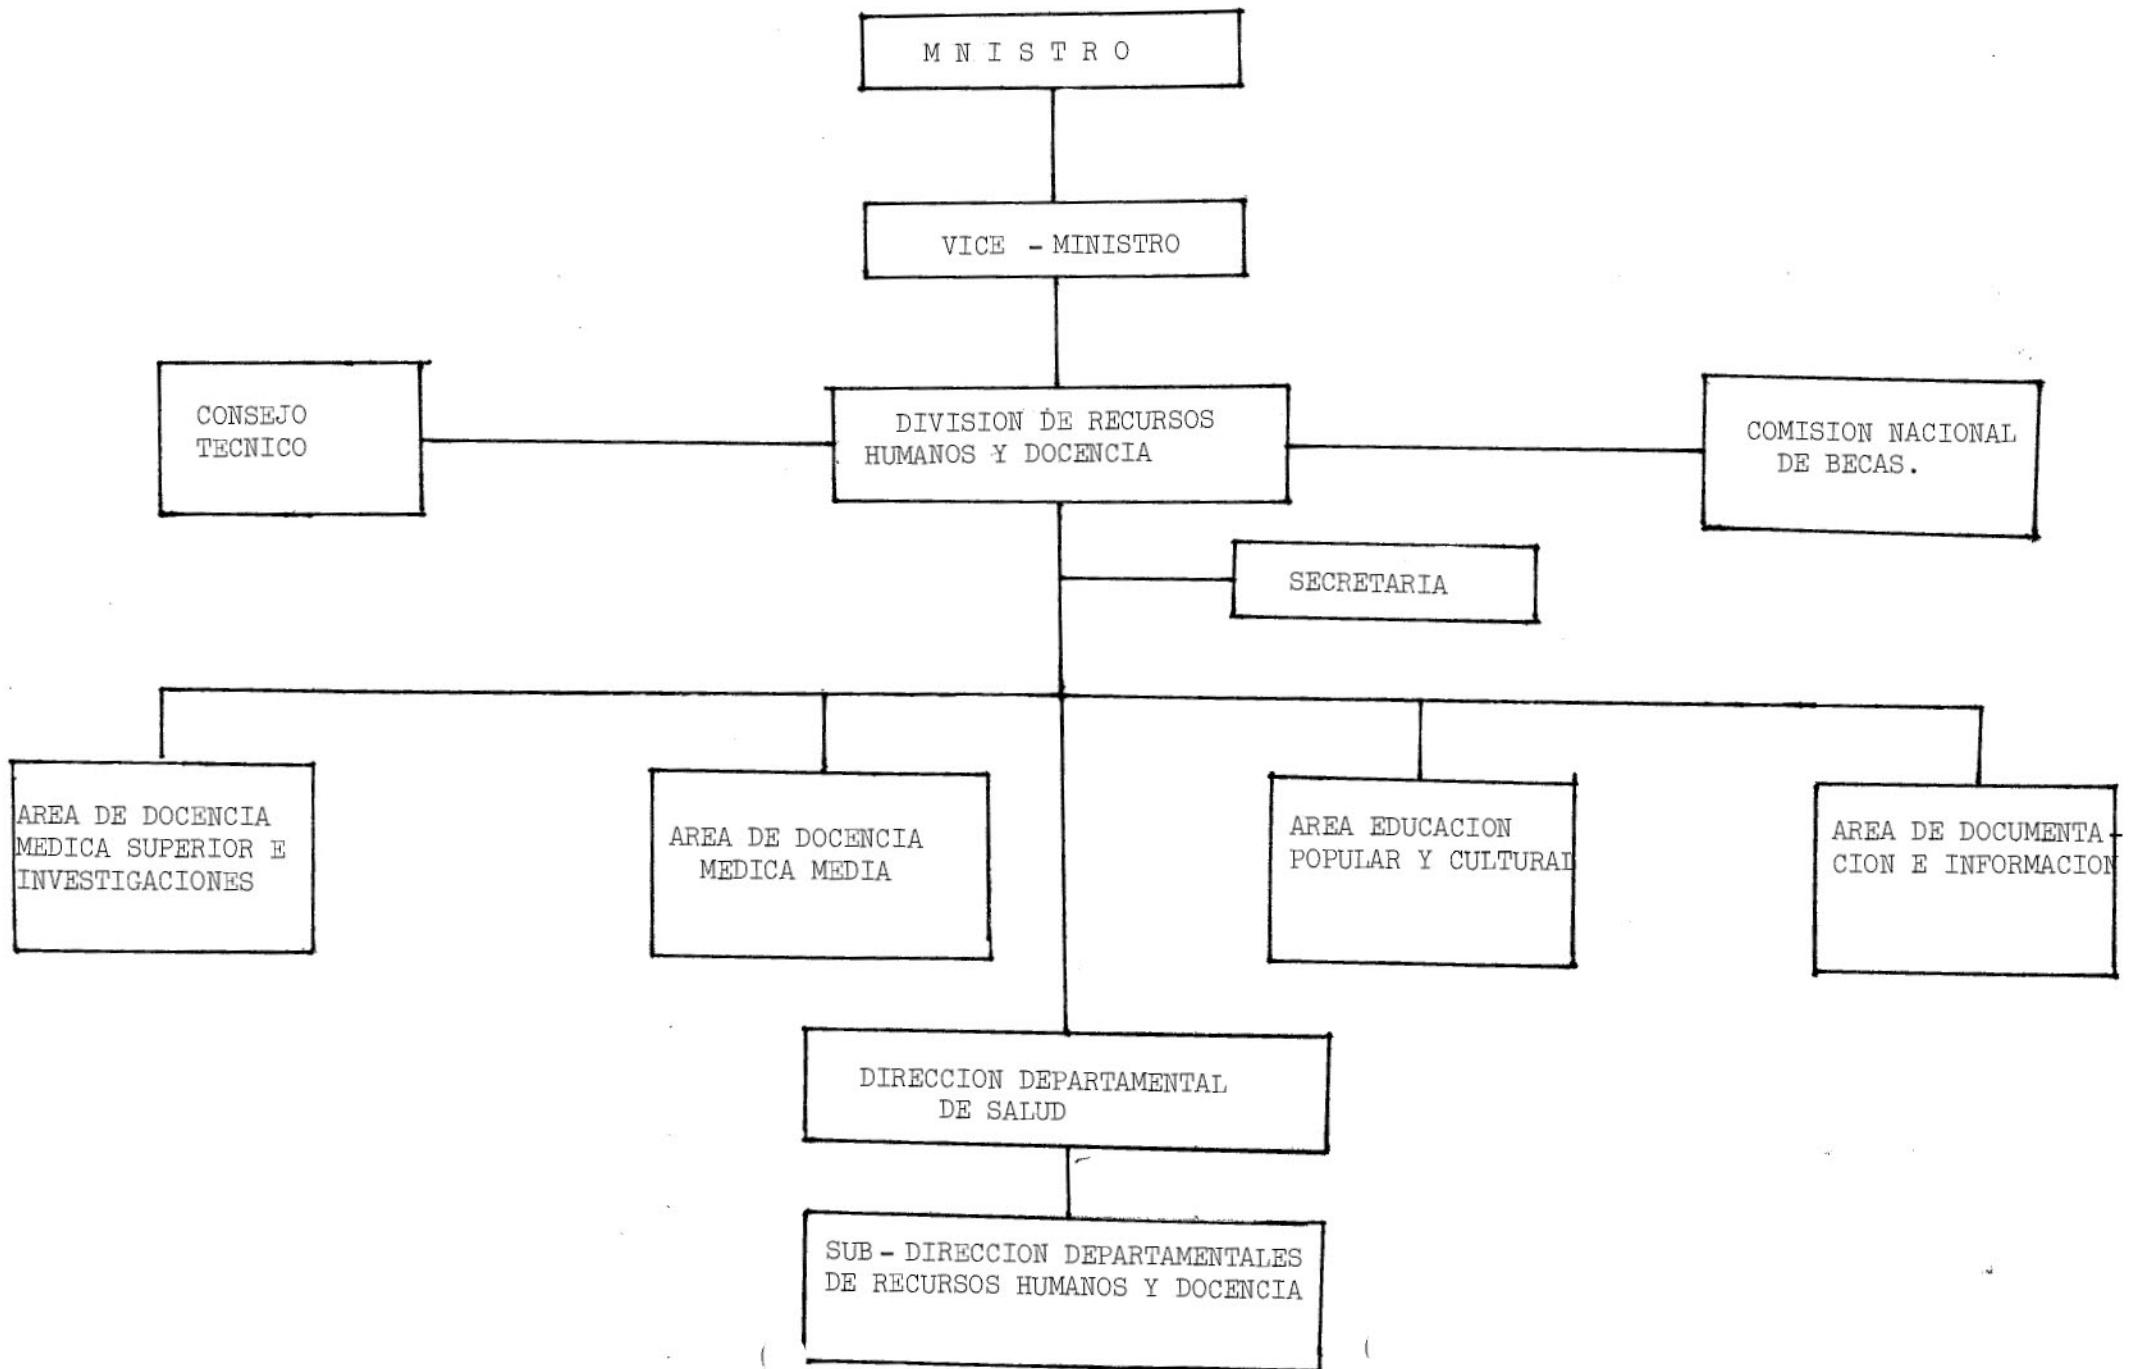 M N I S T R O
VICE - MINISTRO
CONSEJO
TECNICO
DIVISION DE RECURSOS
HUMANOS Y DOCENCIA
COMISION NACIONAL
DE BECAS.
SECRETARIA
AREA DE DOCENCIA
MEDICA SUPERIOR E
INVESTIGACIONES
AREA DE DOCENCIA
MEDICA MEDIA
AREA EDUCACION
POPULAR Y CULTURAL
AREA DE DOCUMENTA-
CION E INFORMACION
DIRECCION DEPARTAMENTAL
DE SALUD
SUB - DIRECCION DEPARTAMENTALES
DE RECURSOS HUMANOS Y DOCENCIA